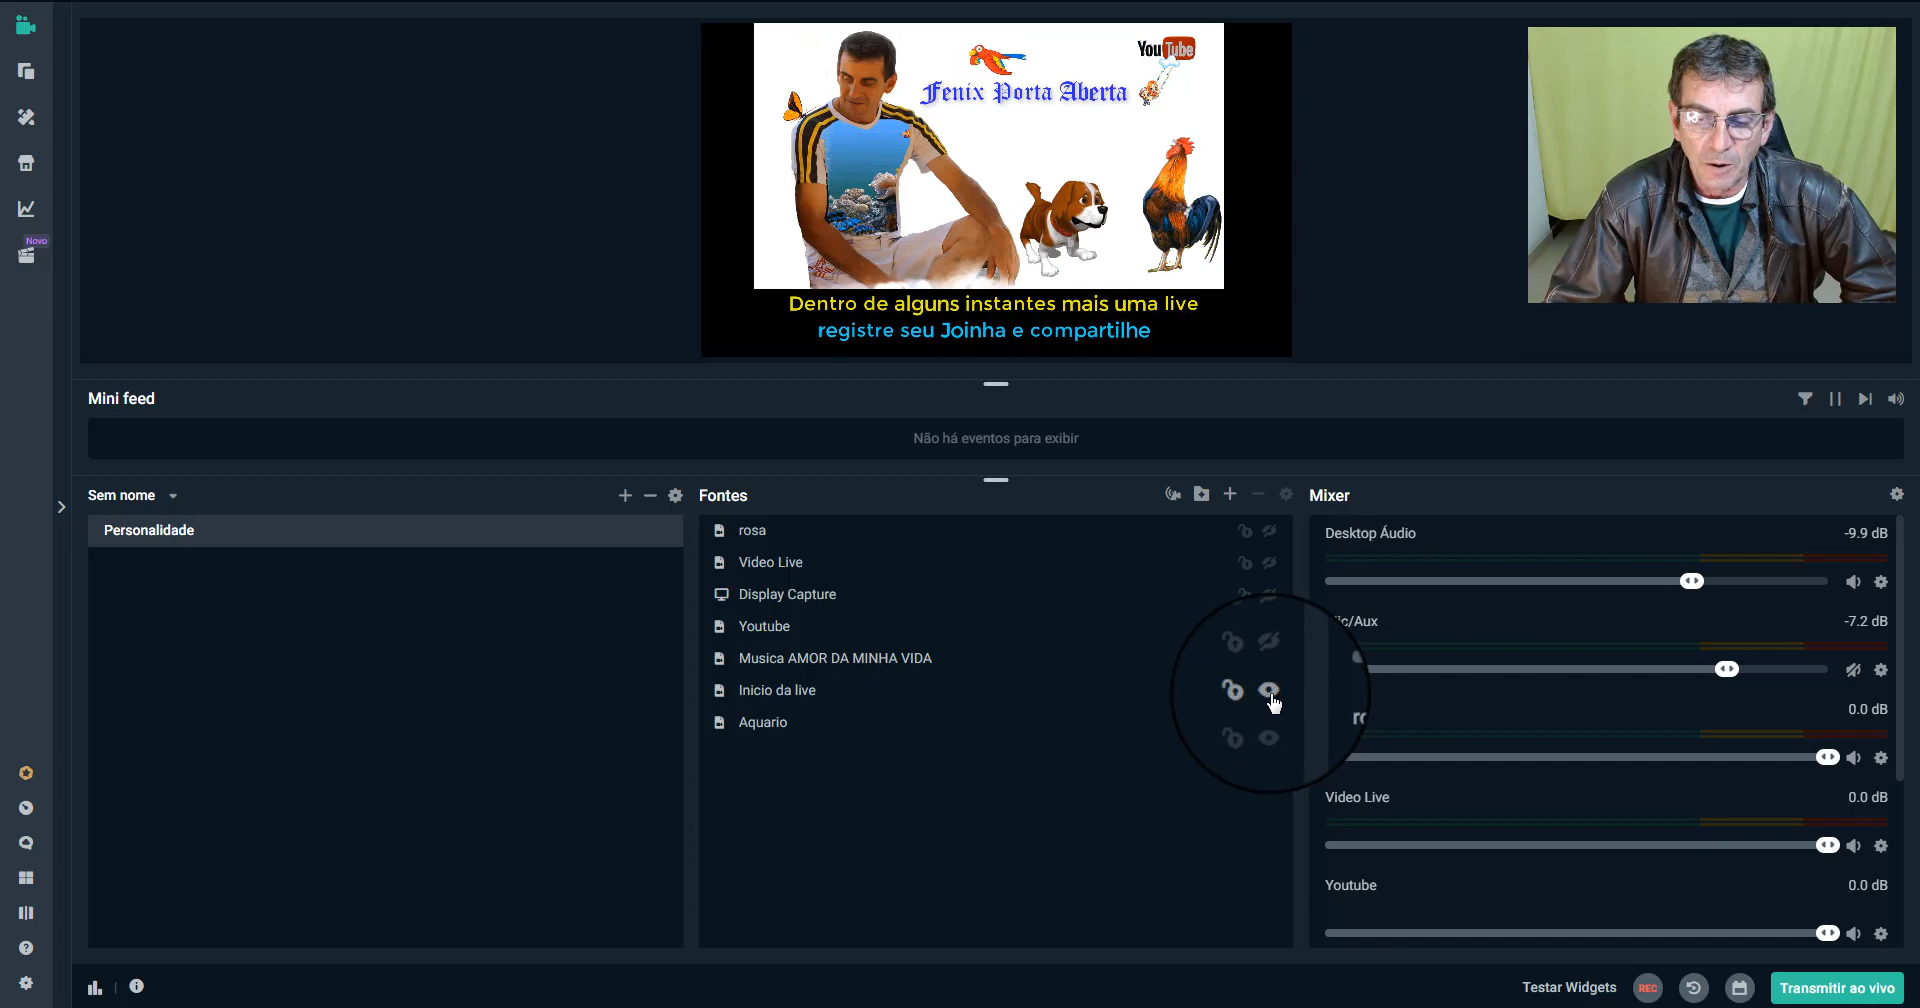 Novo
YouTube
Fenix Porta Aberta
Dentro de alguns instantes mais uma live
registre seu Joinha e compartilhe
Mini feed
Não há eventos para exibir
Sem nome
Personalidade
Fontes
rosa
Video Live
Display Capture
Youtube
Musica AMOR DA MINHA VIDA
Inicio da live
Aquario
Mixer
Desktop Áudio -9.9 dB
ic/Aux -7.2 dB
ro 0.0 dB
Video Live 0.0 dB
Youtube 0.0 dB
Testar Widgets
REC
Transmitir ao vivo